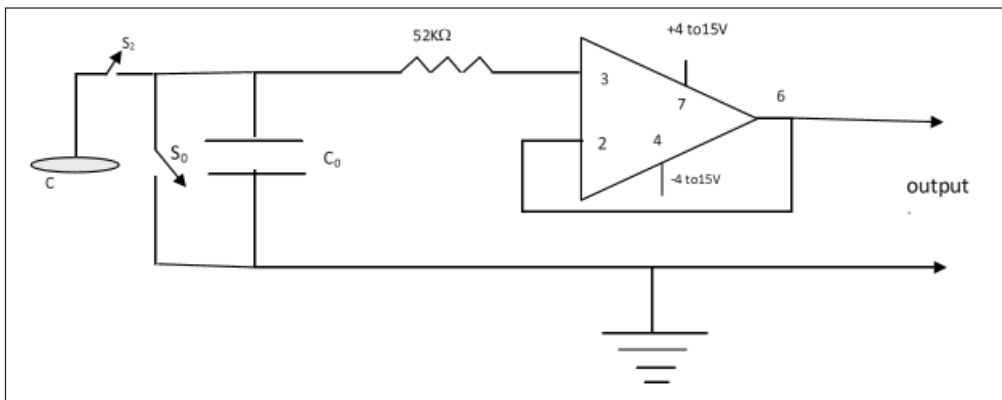 S₂
52KΩ
+4 to15V
3
7
6
S₀
C₀
2
4
C
-4 to15V
output
.